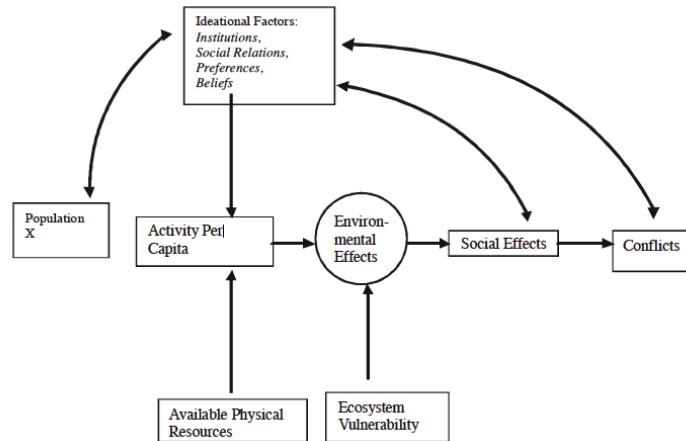 Ideational Factors:
Institutions,
Social Relations,
Preferences,
Beliefs
Population
X
Activity Per
Capita
Environ-
mental
Effects
Social Effects
Conflicts
Available Physical
Resources
Ecosystem
Vulnerability